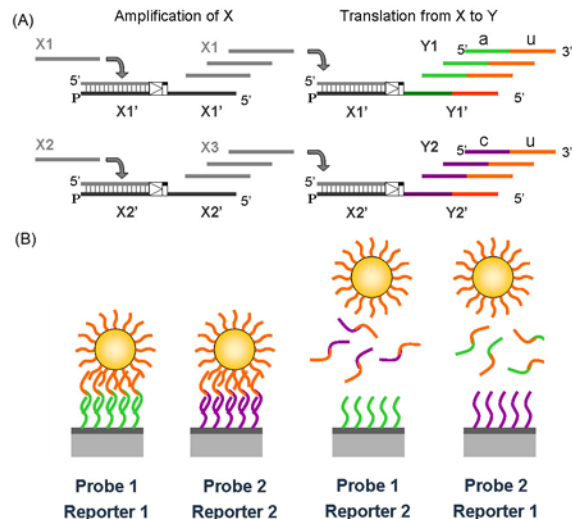 (A)
Amplification of X
Translation from X to Y
X1
X1
Y1
5'
a
u
3'
5'
P
X1'
X1'
5'
P
X1'
Y1'
5'
X2
X3
Y2
5'
c
u
3'
5'
P
X2'
X2'
5'
5'
P
X2'
Y2'
5'
(B)
Probe 1
Reporter 1
Probe 2
Reporter 2
Probe 1
Reporter 2
Probe 2
Reporter 1